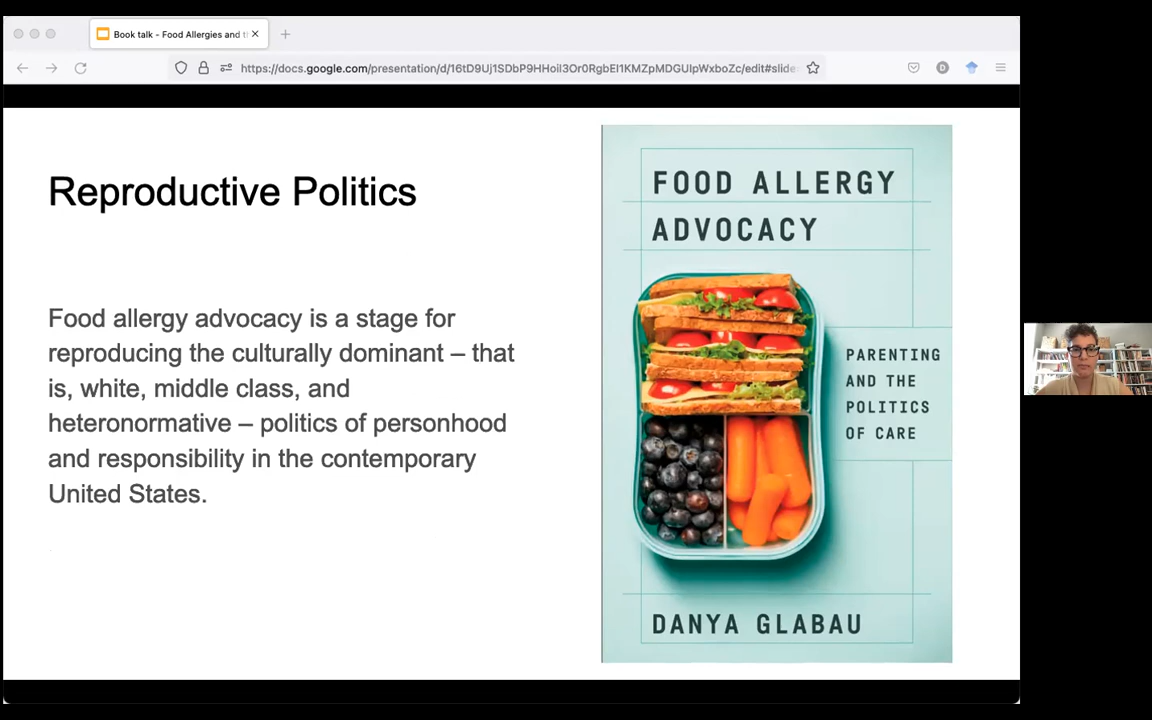 Book talk - Food Allergies and t
https://docs.google.com/presentation/d/16tD9Uj1SDbP9HHoil3Or0RgbEI1KMZpMDGUIpWxboZc/edit#slide
D
Reproductive Politics
Food allergy advocacy is a stage for
reproducing the culturally dominant – that
is, white, middle class, and
heteronormative – politics of personhood
and responsibility in the contemporary
United States.
FOOD ALLERGY
ADVOCACY
PARENTING
AND THE
POLITICS
OF CARE
DANYA GLABAU